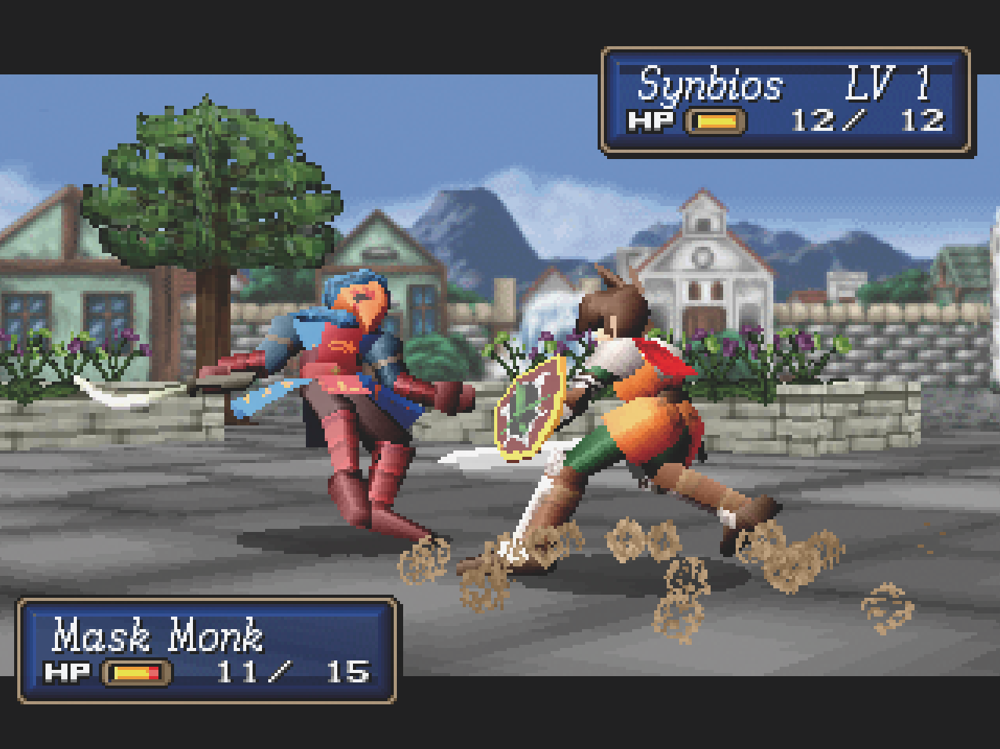 Synbios LV 1
HP 12/ 12
Mask Monk
HP 11/ 15